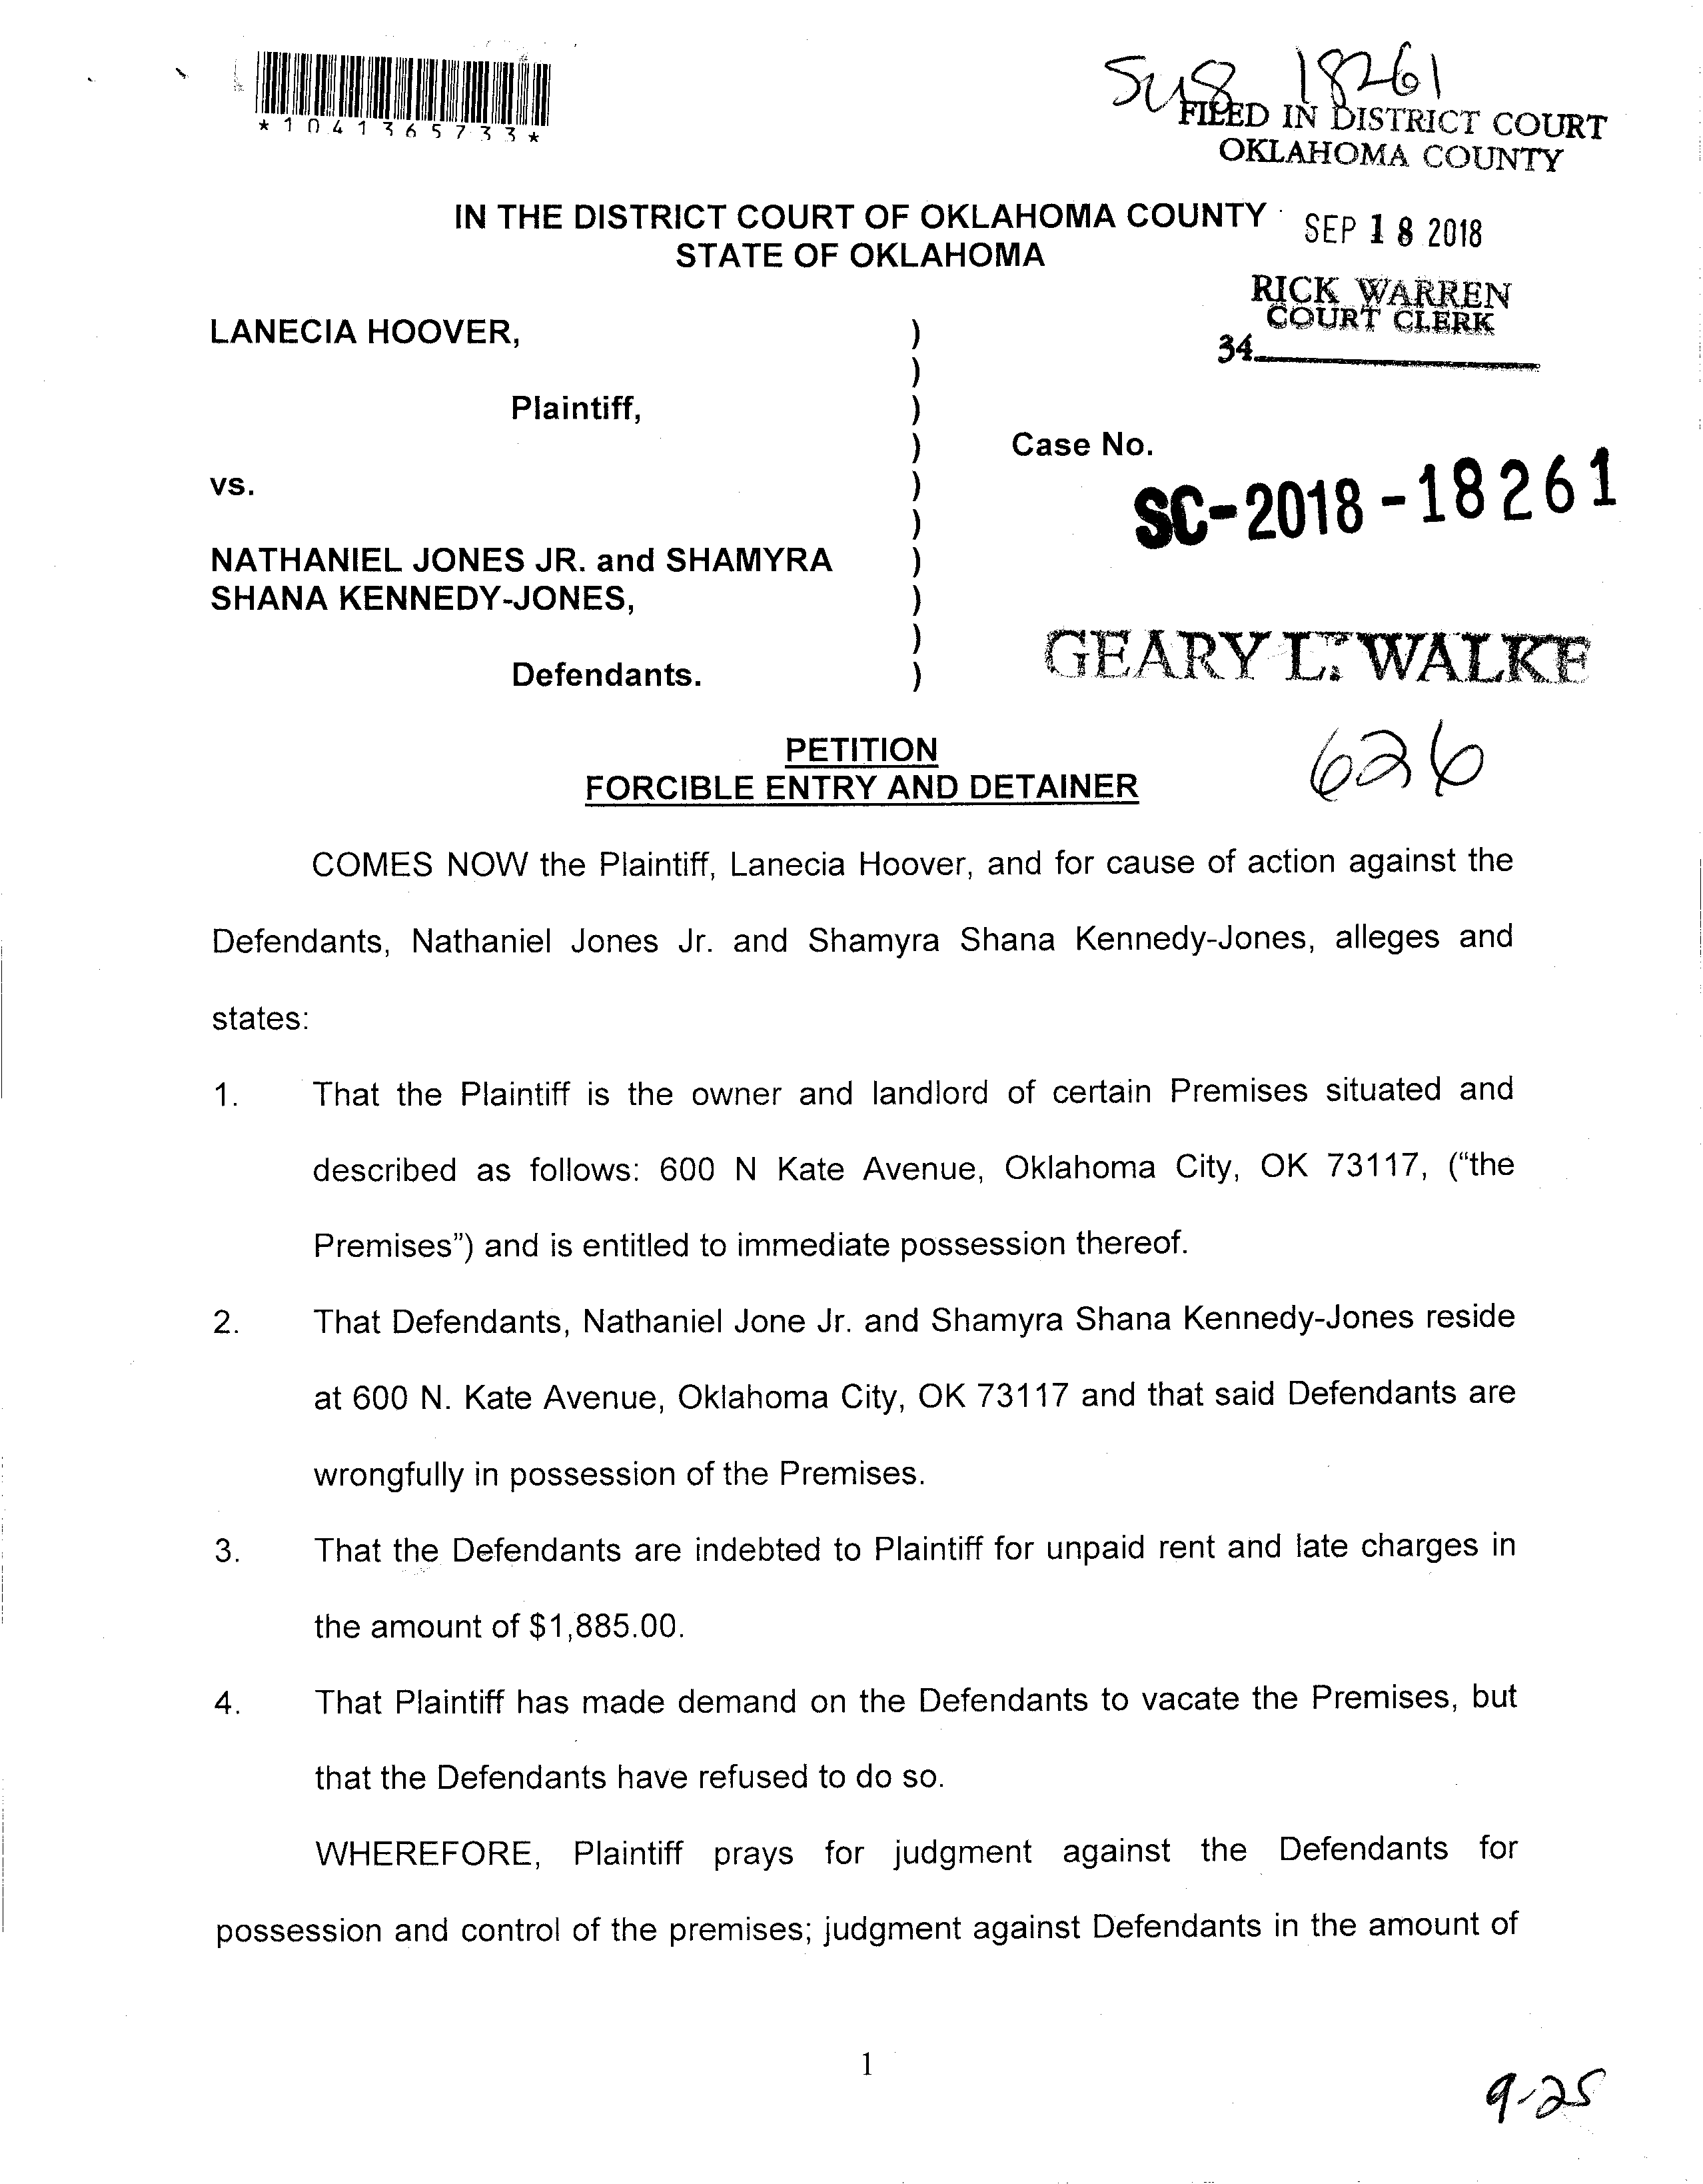 *1041365733*
18261
FILED IN DISTRICT COURT
OKLAHOMA COUNTY
IN THE DISTRICT COURT OF OKLAHOMA COUNTY
STATE OF OKLAHOMA
SEP 18 2018
RICK WARREN
COURT CLERK
34
LANECIA HOOVER, )
)
Plaintiff, )
) Case No.
vs. )
SC-2018-18261
)
NATHANIEL JONES JR. and SHAMYRA )
SHANA KENNEDY-JONES, )
)
GEARY L. WALKE
Defendants. )
PETITION
626
FORCIBLE ENTRY AND DETAINER
COMES NOW the Plaintiff, Lanecia Hoover, and for cause of action against the
Defendants, Nathaniel Jones Jr. and Shamyra Shana Kennedy-Jones, alleges and
states:
1. That the Plaintiff is the owner and landlord of certain Premises situated and
described as follows: 600 N Kate Avenue, Oklahoma City, OK 73117, (“the
Premises”) and is entitled to immediate possession thereof.
2. That Defendants, Nathaniel Jone Jr. and Shamyra Shana Kennedy-Jones reside
at 600 N. Kate Avenue, Oklahoma City, OK 73117 and that said Defendants are
wrongfully in possession of the Premises.
3. That the Defendants are indebted to Plaintiff for unpaid rent and late charges in
the amount of $1,885.00.
4. That Plaintiff has made demand on the Defendants to vacate the Premises, but
that the Defendants have refused to do so.
WHEREFORE, Plaintiff prays for judgment against the Defendants for
possession and control of the premises; judgment against Defendants in the amount of
1
9-25